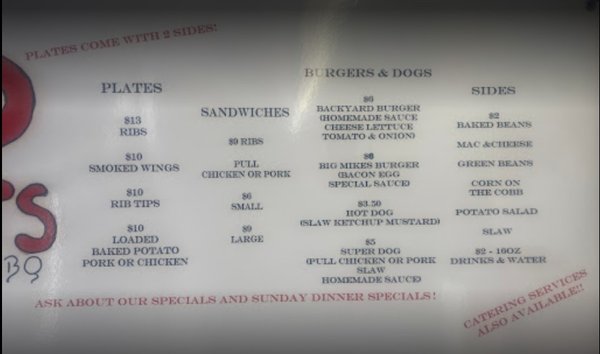 PLATES COME WITH 2 SIDES!
PLATES
$13
RIBS
$10
SMOKED WINGS
$10
RIB TIPS
$10
LOADED
BAKED POTATO
PORK OR CHICKEN
SANDWICHES
$9 RIBS
PULL
CHICKEN OR PORK
$6
SMALL
$9
LARGE
BURGERS & DOGS
$6
BACKYARD BURGER
(HOMEMADE SAUCE
CHEESE LETTUCE
TOMATO & ONION)
$8
BIG MIKES BURGER
(BACON EGG
SPECIAL SAUCE)
$3.50
HOT DOG
(SLAW KETCHUP MUSTARD)
$5
SUPER DOG
(PULL CHICKEN OR PORK
SLAW
HOMEMADE SAUCE)
SIDES
$2
BAKED BEANS
MAC &CHEESE
GREEN BEANS
CORN ON
THE COBB
POTATO SALAD
SLAW
$2 - 16OZ
DRINKS & WATER
BQ
ASK ABOUT OUR SPECIALS AND SUNDAY DINNER SPECIALS!
CATERING SERVICES
ALSO AVAILABLE!!